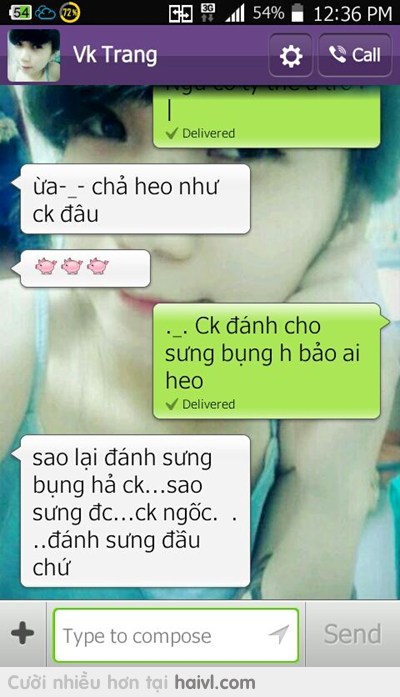 54 72% 3G 54% 12:36 PM
Vk Trang
Call
✓ Delivered
ừa-_- chả heo như
ck đâu
._. Ck đánh cho
sưng bụng h bảo ai
heo
✓ Delivered
sao lại đánh sưng
bụng hả ck...sao
sưng đc...ck ngốc. .
..đánh sưng đầu
chứ
Type to compose
Send
Cười nhiều hơn tại haivl.com